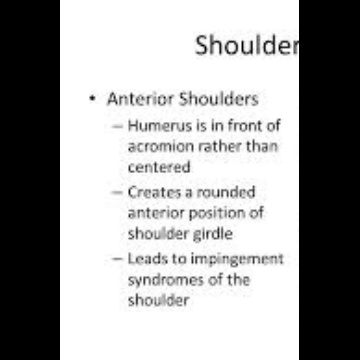 Shoulder
• Anterior Shoulders
– Humerus is in front of
acromion rather than
centered
– Creates a rounded
anterior position of
shoulder girdle
– Leads to impingement
syndromes of the
shoulder